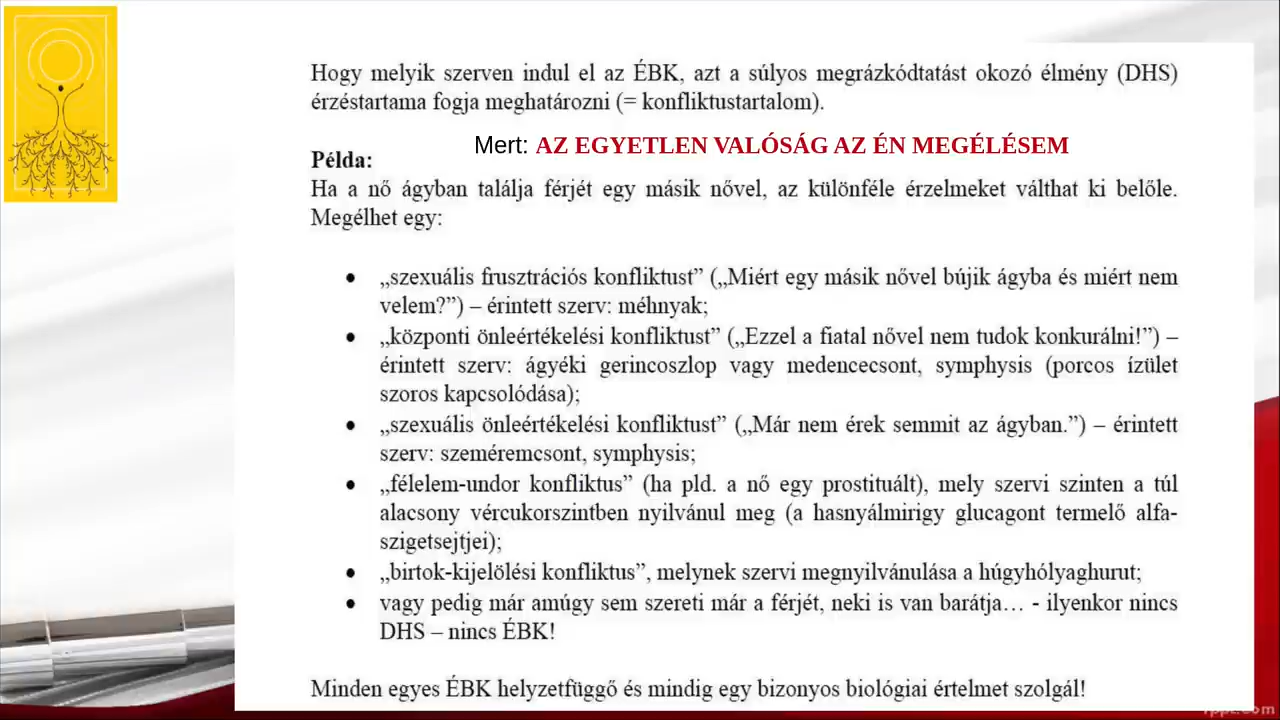 Hogy melyik szerven indul el az ÉBK, azt a súlyos megrázkódtatást okozó élmény (DHS)
érzéstartama fogja meghatározni (= konfliktustartalom).
Mert: AZ EGYETLEN VALÓSÁG AZ ÉN MEGÉLÉSEM
Példa:
Ha a nő ágyban találja férjét egy másik nővel, az különféle érzelmeket válthat ki belőle.
Megélhet egy:
• „szexuális frusztrációs konfliktust” („Miért egy másik nővel bújik ágyba és miért nem
velem?”) – érintett szerv: méhnyak;
• „központi önleértékelési konfliktust” („Ezzel a fiatal nővel nem tudok konkurálni!”) –
érintett szerv: ágyéki gerincoszlop vagy medencecsont, symphysis (porcos ízület
szoros kapcsolódása);
• „szexuális önleértékelési konfliktust” („Már nem érek semmit az ágyban.”) – érintett
szerv: szeméremcsont, symphysis;
• „félelem-undor konfliktus” (ha pld. a nő egy prostituált), mely szervi szinten a túl
alacsony vércukorszintben nyilvánul meg (a hasnyálmirigy glucagont termelő alfa-
szigetsejtjei);
• „birtok-kijelölési konfliktus”, melynek szervi megnyilvánulása a húgyhólyaghurut;
• vagy pedig már amúgy sem szereti már a férjét, neki is van barátja… - ilyenkor nincs
DHS – nincs ÉBK!
Minden egyes ÉBK helyzetfüggő és mindig egy bizonyos biológiai értelmet szolgál!